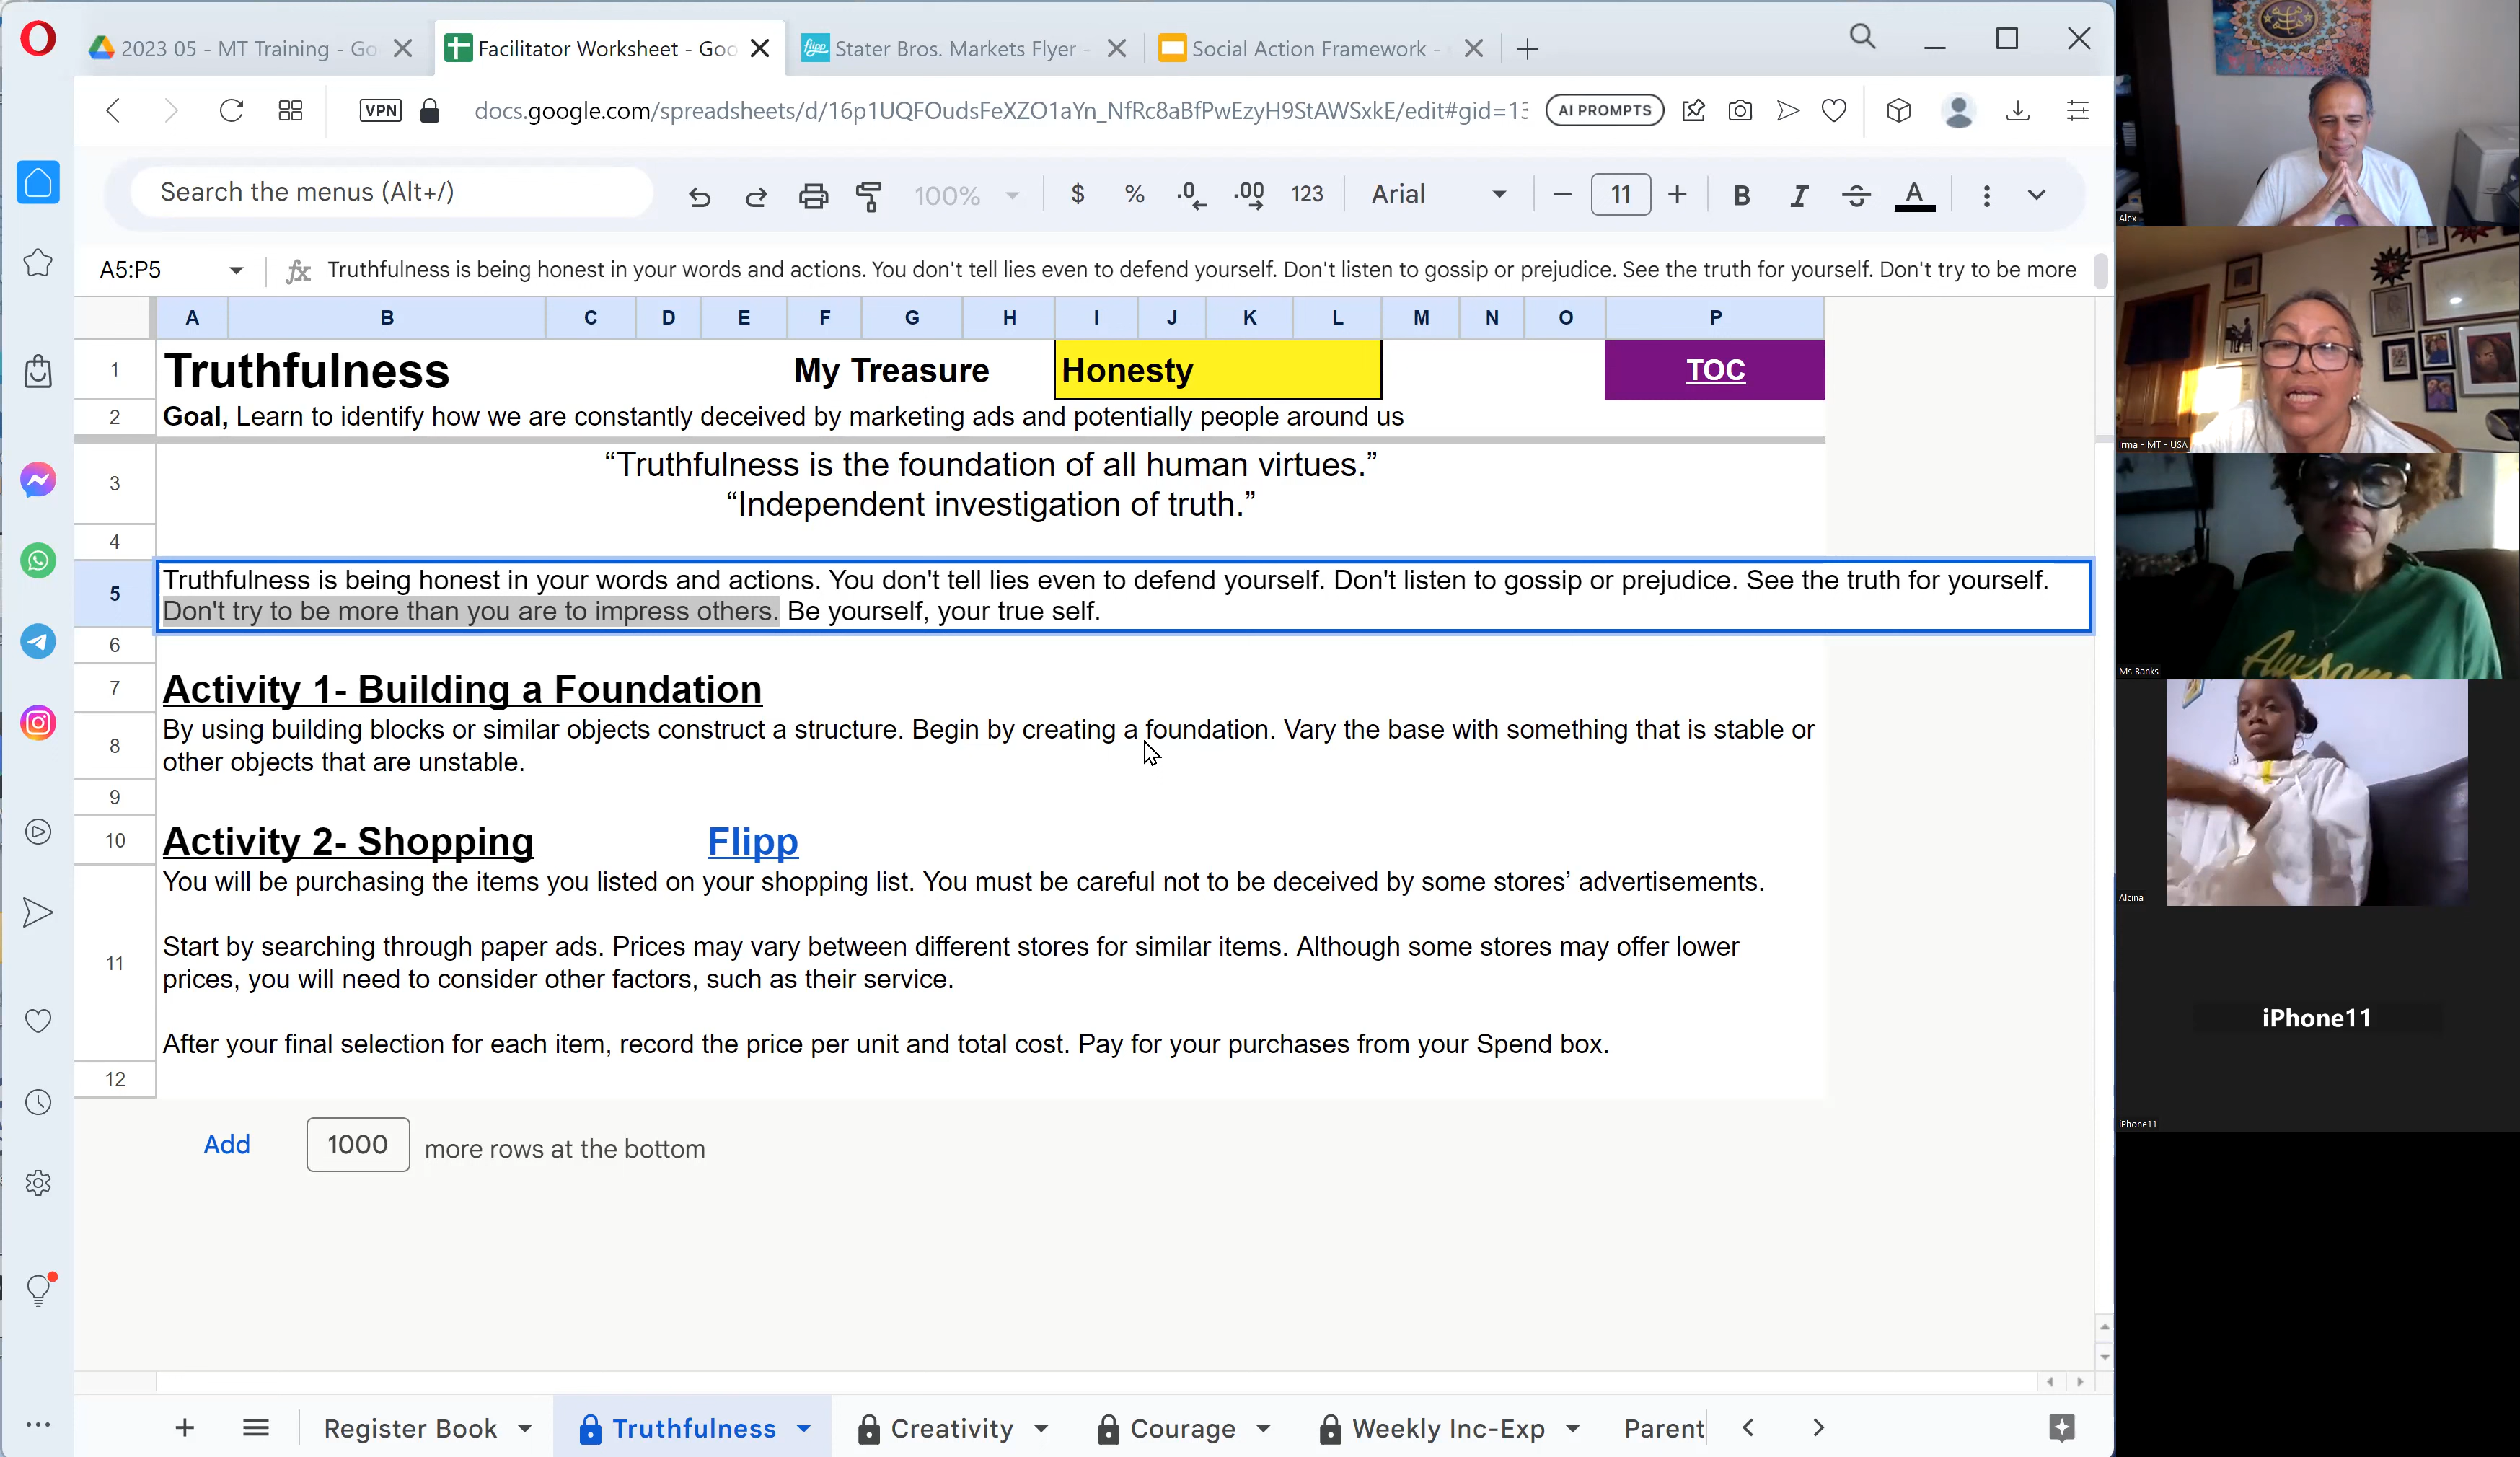 2023 05 - MT Training - Go
Facilitator Worksheet - Goo
Stater Bros. Markets Flyer -
Social Action Framework -
VPN
docs.google.com/spreadsheets/d/16p1UQFOudsFeXZO1aYn_NfRc8aBfPwEzyH9StAWSxkE/edit#gid=13
AI PROMPTS
Search the menus (Alt+/)
100%
$
%
.0
.00
123
Arial
11
B
I
S
A
A5:P5
fx
Truthfulness is being honest in your words and actions. You don't tell lies even to defend yourself. Don't listen to gossip or prejudice. See the truth for yourself. Don't try to be more
A B C D E F G H I J K L M N O P
1
Truthfulness
My Treasure
Honesty
TOC
2
Goal, Learn to identify how we are constantly deceived by marketing ads and potentially people around us
3
“Truthfulness is the foundation of all human virtues.”
“Independent investigation of truth.”
4
5
Truthfulness is being honest in your words and actions. You don't tell lies even to defend yourself. Don't listen to gossip or prejudice. See the truth for yourself.
Don't try to be more than you are to impress others. Be yourself, your true self.
6
7
Activity 1- Building a Foundation
8
By using building blocks or similar objects construct a structure. Begin by creating a foundation. Vary the base with something that is stable or
other objects that are unstable.
9
10
Activity 2- Shopping
Flipp
11
You will be purchasing the items you listed on your shopping list. You must be careful not to be deceived by some stores’ advertisements.
Start by searching through paper ads. Prices may vary between different stores for similar items. Although some stores may offer lower
prices, you will need to consider other factors, such as their service.
After your final selection for each item, record the price per unit and total cost. Pay for your purchases from your Spend box.
12
Add
1000
more rows at the bottom
Register Book
Truthfulness
Creativity
Courage
Weekly Inc-Exp
Parent
Alex
Irma - MT - USA
Awesome
Ms Banks
Alcina
iPhone11
iPhone11